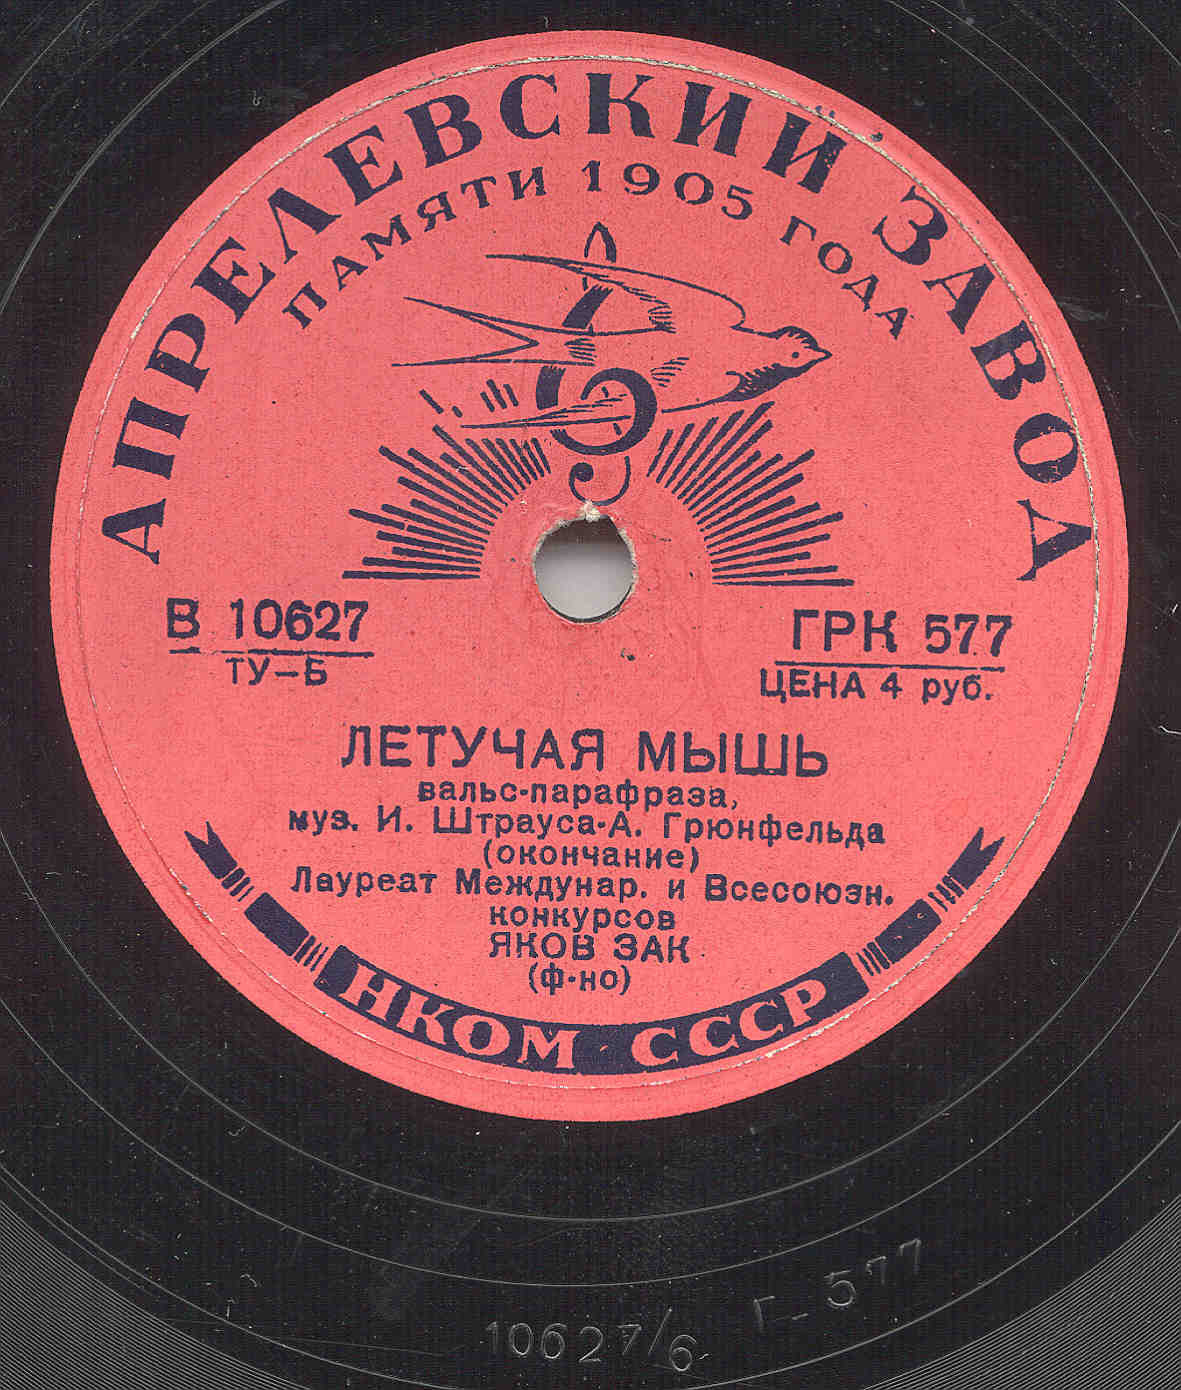 АПРЕЛЕВСКИЙ ЗАВОД
ПАМЯТИ 1905 ГОДА
В 10627
ТУ-Б
ГРК 577
ЦЕНА 4 руб.
ЛЕТУЧАЯ МЫШЬ
вальс-парафраза,
муз. И. Штрауса-А. Грюнфельда
(окончание)
Лауреат Междунар. и Всесоюзн.
конкурсов
ЯКОВ ЗАК
(ф-но)
НКОМ СССР
10627/6 Г-577